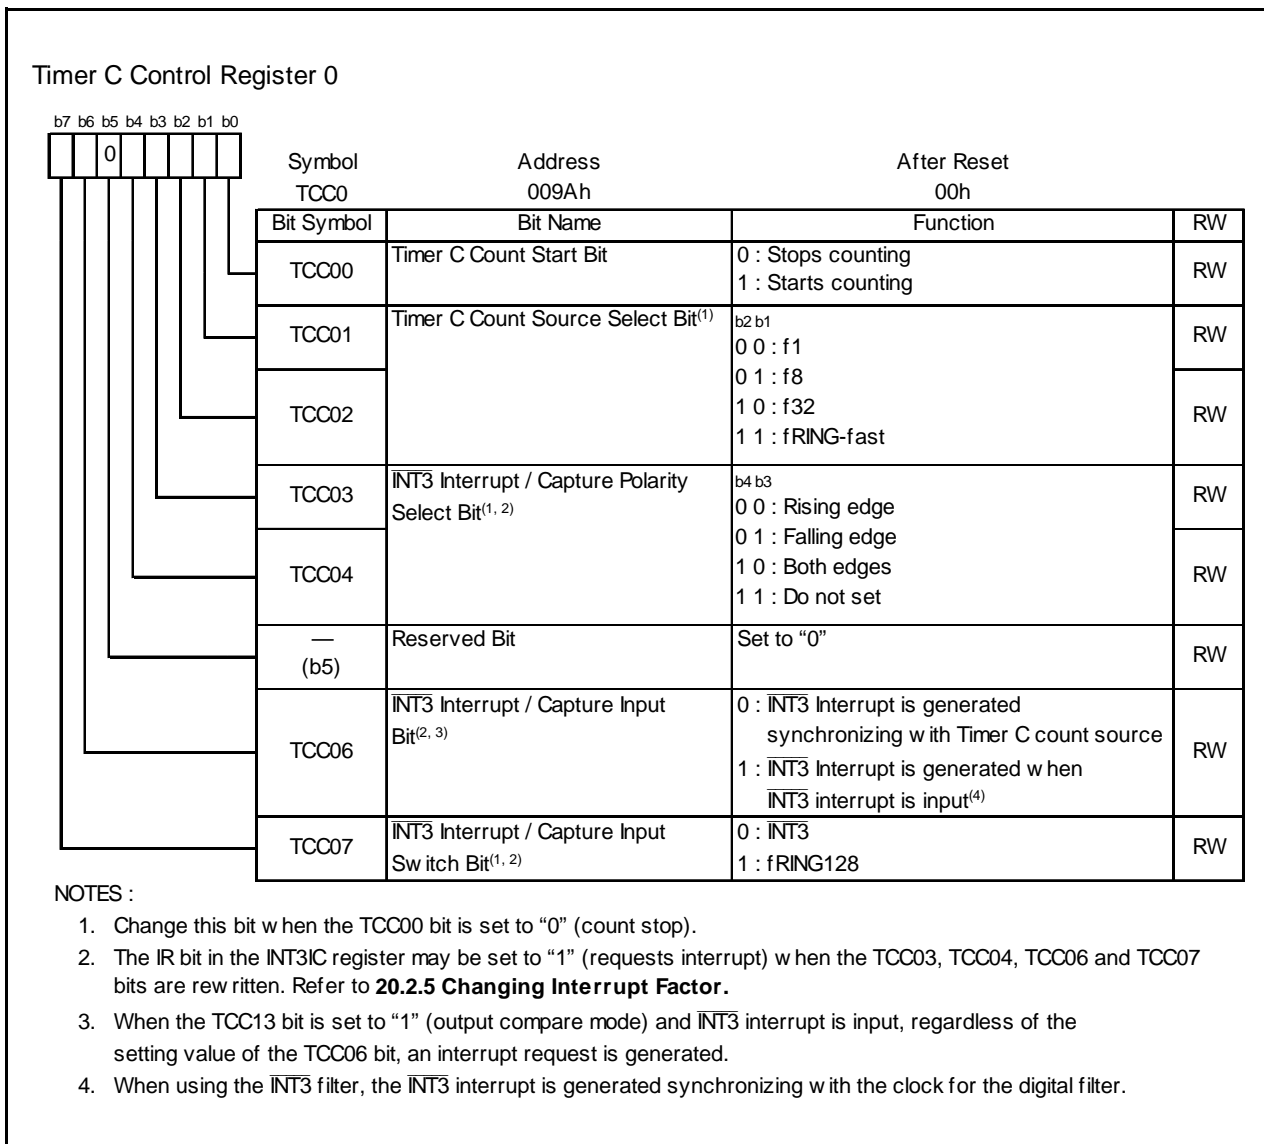 Timer C Control Register 0
b7 b6 b5 b4 b3 b2 b1 b0
0
Symbol Address After Reset
TCC0 009Ah 00h
Bit Symbol Bit Name Function RW
TCC00 Timer C Count Start Bit 0 : Stops counting RW
1 : Starts counting
TCC01 Timer C Count Source Select Bit(1) b2 b1 RW
0 0 : f1
0 1 : f8
TCC02 1 0 : f32 RW
1 1 : fRING-fast
TCC03 INT3 Interrupt / Capture Polarity b4 b3 RW
Select Bit(1, 2) 0 0 : Rising edge
0 1 : Falling edge
TCC04 1 0 : Both edges RW
1 1 : Do not set
— Reserved Bit Set to “0” RW
(b5)
TCC06 INT3 Interrupt / Capture Input 0 : INT3 Interrupt is generated RW
Bit(2, 3) synchronizing with Timer C count source
1 : INT3 Interrupt is generated when
INT3 interrupt is input(4)
TCC07 INT3 Interrupt / Capture Input 0 : INT3 RW
Switch Bit(1, 2) 1 : fRING128
NOTES :
1. Change this bit when the TCC00 bit is set to “0” (count stop).
2. The IR bit in the INT3IC register may be set to “1” (requests interrupt) when the TCC03, TCC04, TCC06 and TCC07
bits are rewritten. Refer to 20.2.5 Changing Interrupt Factor.
3. When the TCC13 bit is set to “1” (output compare mode) and INT3 interrupt is input, regardless of the
setting value of the TCC06 bit, an interrupt request is generated.
4. When using the INT3 filter, the INT3 interrupt is generated synchronizing with the clock for the digital filter.